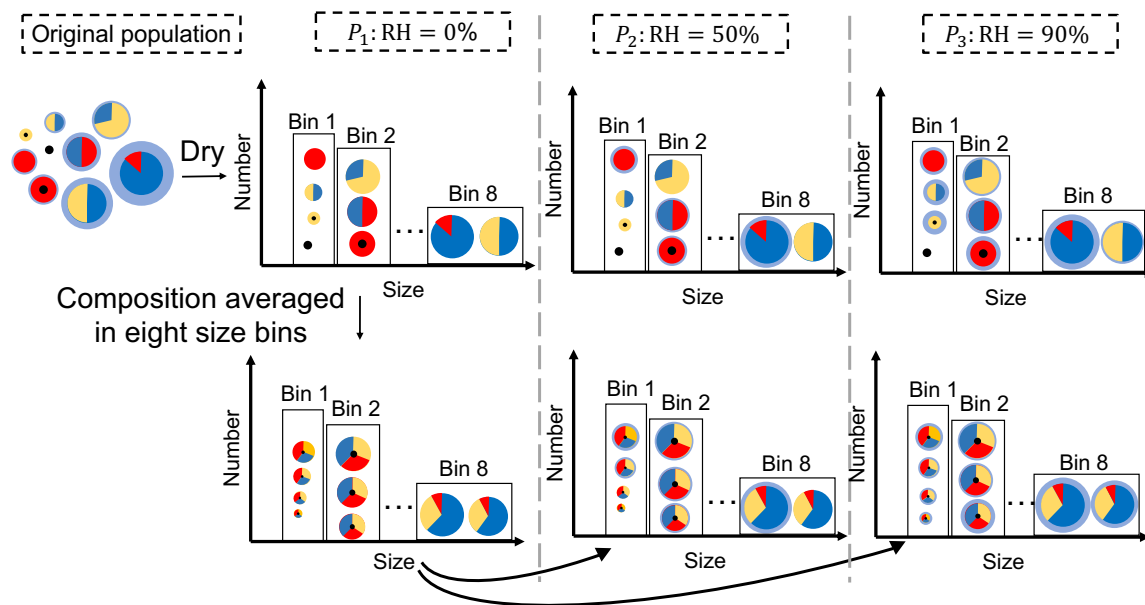 Original population
P₁: RH = 0%
P₂: RH = 50%
P₃: RH = 90%
Dry
Number
Bin 1
Bin 2
...
Bin 8
Size
Number
Bin 1
Bin 2
...
Bin 8
Size
Number
Bin 1
Bin 2
...
Bin 8
Size
Composition averaged
in eight size bins
Number
Bin 1
Bin 2
...
Bin 8
Size
Number
Bin 1
Bin 2
...
Bin 8
Size
Number
Bin 1
Bin 2
...
Bin 8
Size